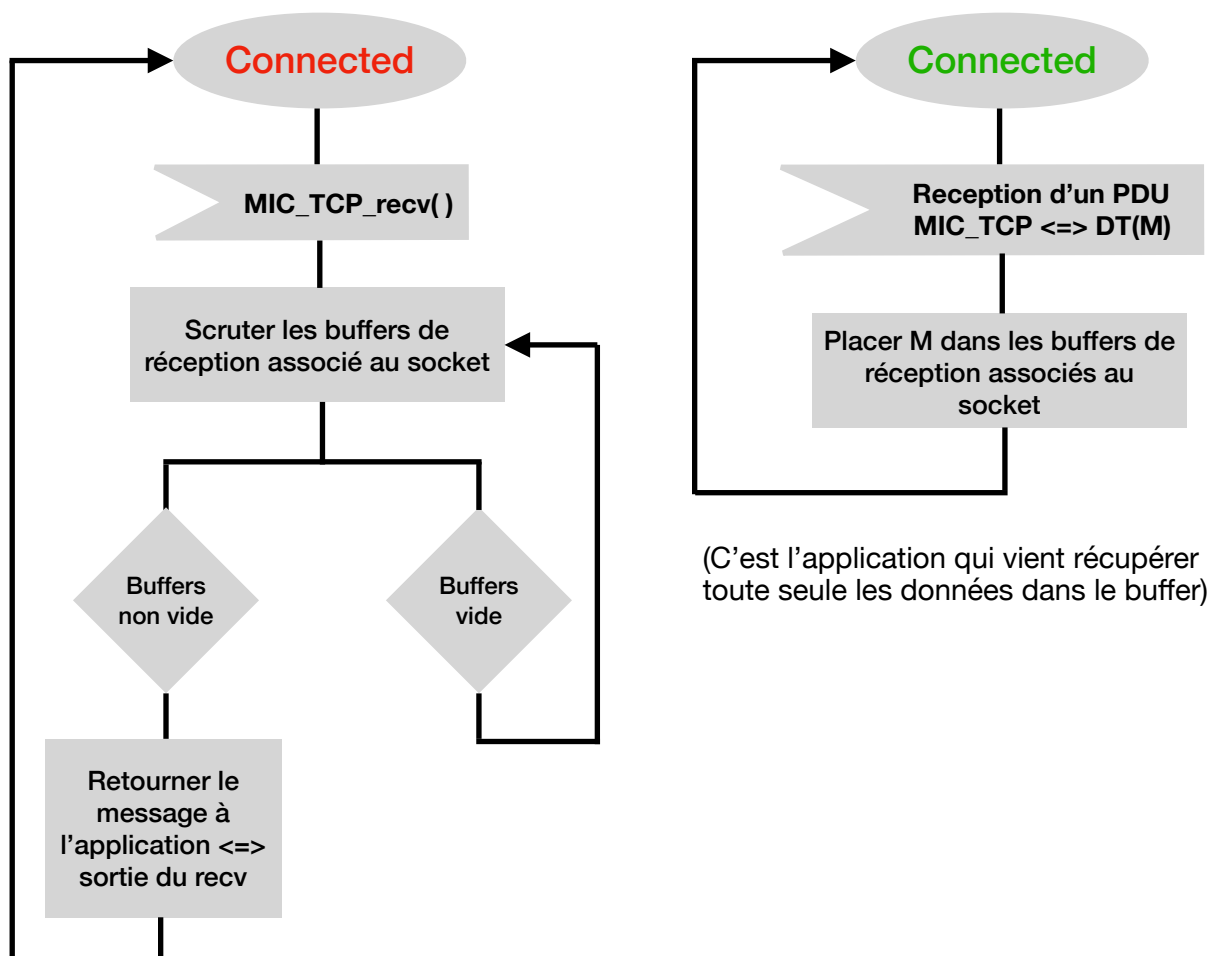 Connected
MIC_TCP_recv( )
Scruter les buffers de
réception associé au socket
Buffers
non vide
Buffers
vide
Retourner le
message à
l’application <=>
sortie du recv
Connected
Reception d’un PDU
MIC_TCP <=> DT(M)
Placer M dans les buffers de
réception associés au
socket
(C’est l’application qui vient récupérer
toute seule les données dans le buffer)